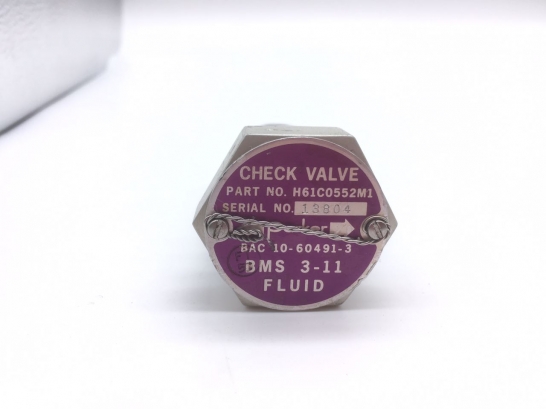 CHECK VALVE
PART NO. H61C0552M1
SERIAL NO. 13804
BAC 10-60491-3
BMS 3-11
FLUID